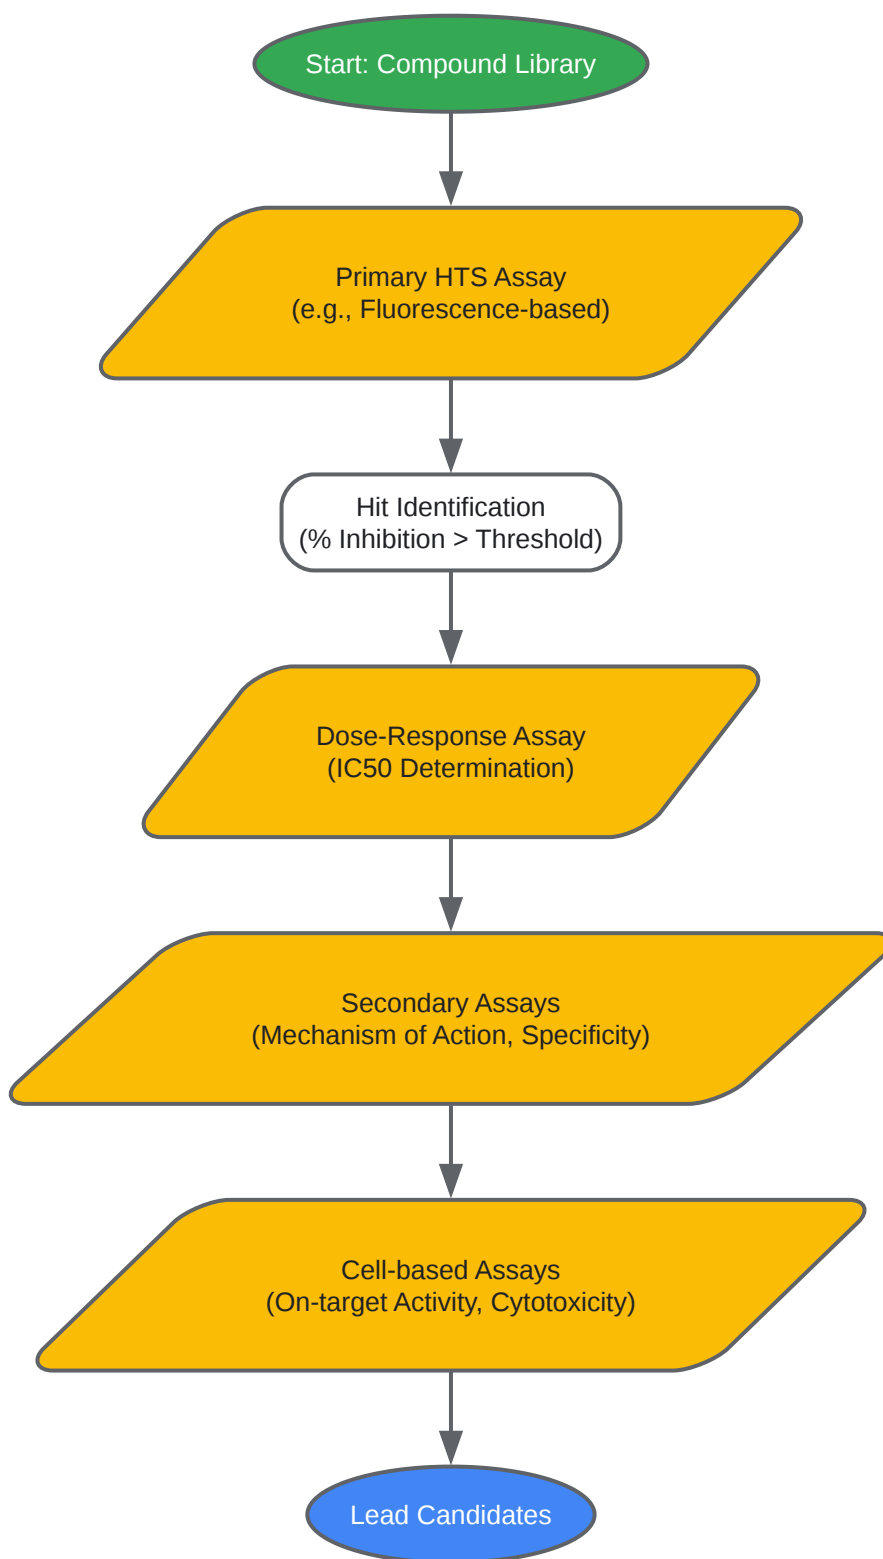 Start: Compound Library
Primary HTS Assay
(e.g., Fluorescence-based)
Hit Identification
(% Inhibition > Threshold)
Dose-Response Assay
(IC50 Determination)
Secondary Assays
(Mechanism of Action, Specificity)
Cell-based Assays
(On-target Activity, Cytotoxicity)
Lead Candidates